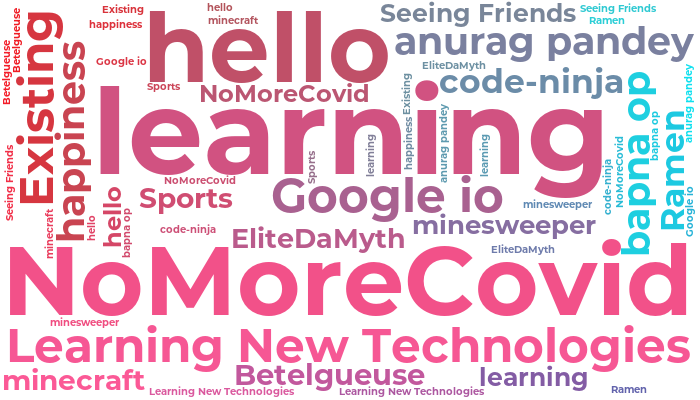 Existing
hello
Seeing Friends
Seeing Friends
happiness
minecraft
Ramen
Betelgueuse
Betelgueuse
Existing
happiness
hello
anurag pandey
Google io
EliteDaMyth
code-ninja
Sports
NoMoreCovid
learning
Existing
happiness
anurag pandey
learning
learning
Sports
bapna op
bapna op
anurag pandey
Ramen
Seeing Friends
minecraft
hello
hello
bapna op
NoMoreCovid
Sports
Google io
code-ninja
NoMoreCovid
minesweeper
Google io
code-ninja
EliteDaMyth
minesweeper
EliteDaMyth
NoMoreCovid
minesweeper
Learning New Technologies
minecraft
Betelgueuse
learning
Learning New Technologies
Learning New Technologies
Ramen